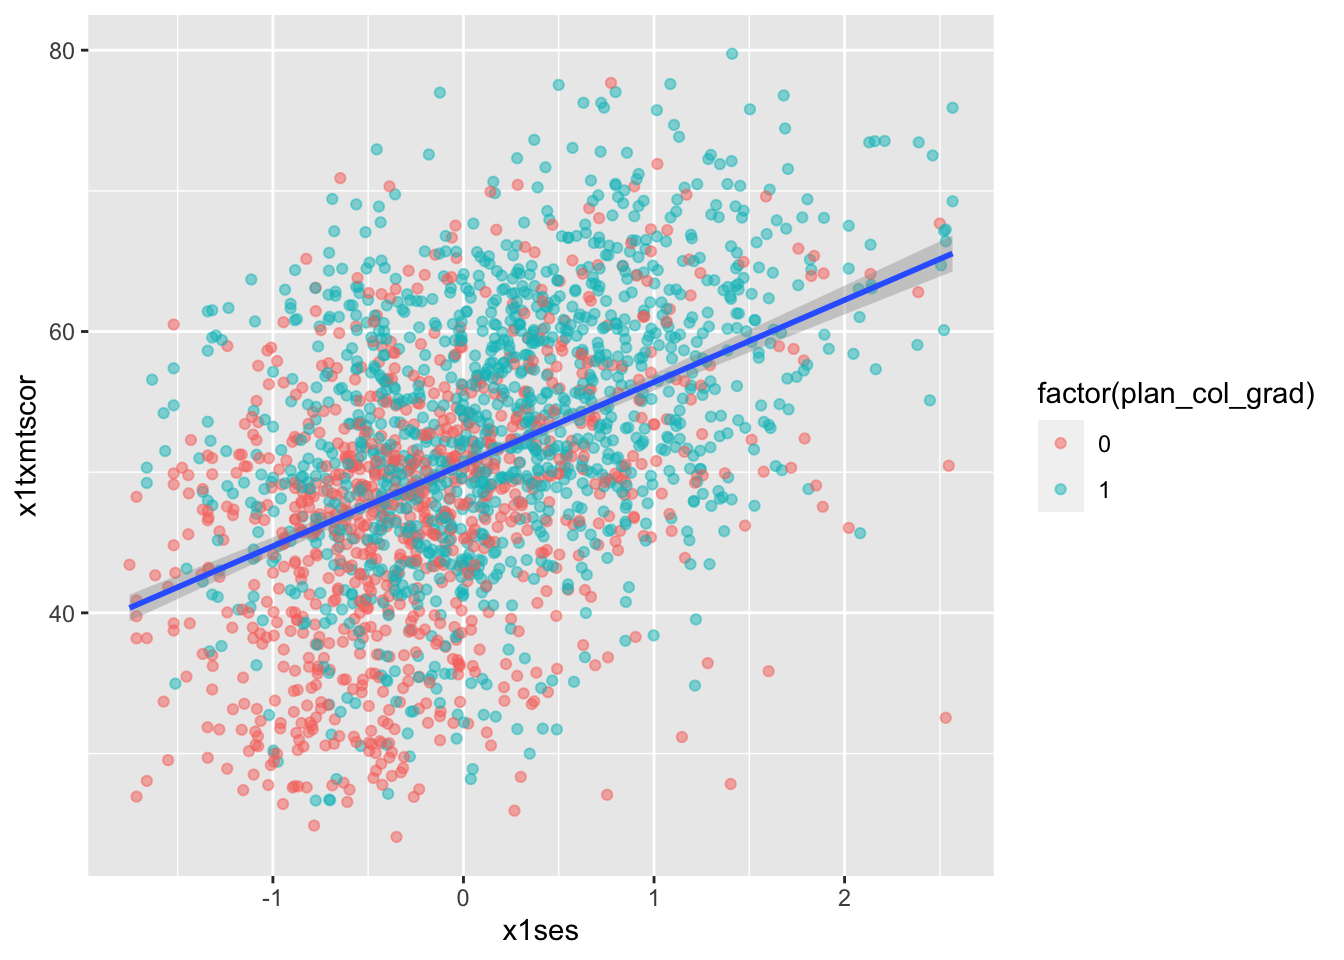 80
60
40
-1 0 1 2
x1ses
x1txmtscor
factor(plan_col_grad)
0
1